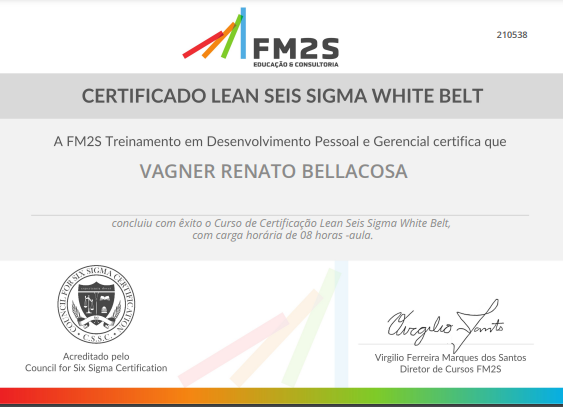 FM2S
EDUCAÇÃO & CONSULTORIA
210538
CERTIFICADO LEAN SEIS SIGMA WHITE BELT
A FM2S Treinamento em Desenvolvimento Pessoal e Gerencial certifica que
VAGNER RENATO BELLACOSA
concluiu com êxito o Curso de Certificação Lean Seis Sigma White Belt,
com carga horária de 08 horas -aula.
COUNCIL FOR SIX SIGMA CERTIFICATION
C.S.S.C.
Acreditado pelo
Council for Six Sigma Certification
Virgilio Santos
Virgilio Ferreira Marques dos Santos
Diretor de Cursos FM2S